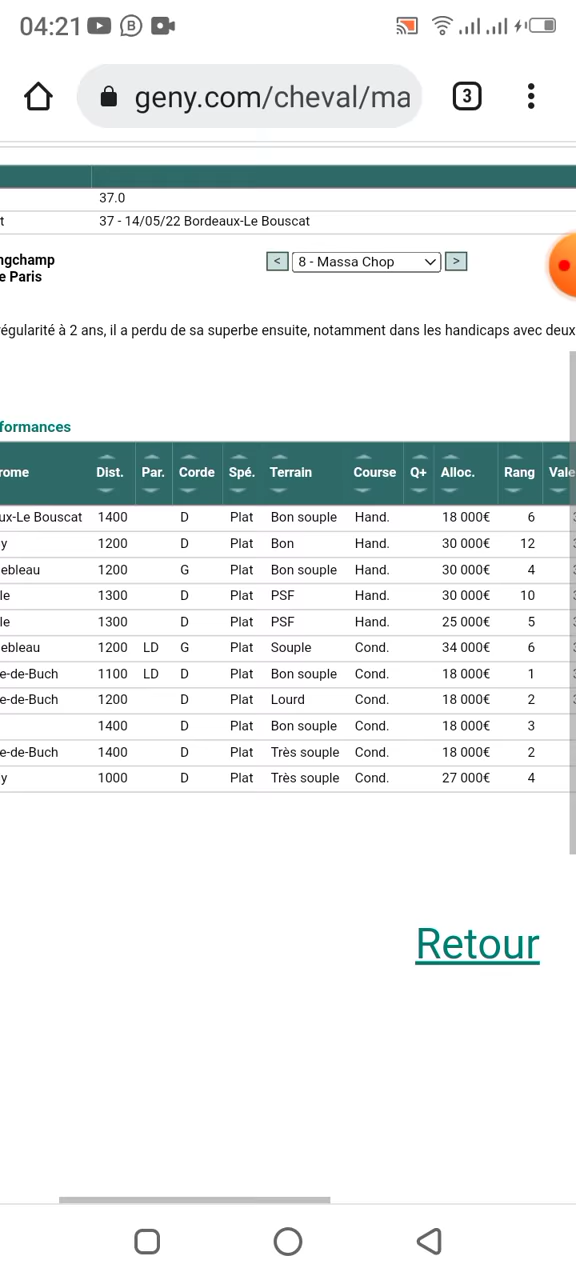 04:21
geny.com/cheval/ma
3
37.0
t 37 - 14/05/22 Bordeaux-Le Bouscat
ngchamp
e Paris
< 8 - Massa Chop >
égularité à 2 ans, il a perdu de sa superbe ensuite, notamment dans les handicaps avec deux
formances
rome Dist. Par. Corde Spé. Terrain Course Q+ Alloc. Rang Vale
ux-Le Bouscat 1400 D Plat Bon souple Hand. 18 000€ 6
y 1200 D Plat Bon Hand. 30 000€ 12
ebleau 1200 G Plat Bon souple Hand. 30 000€ 4
le 1300 D Plat PSF Hand. 30 000€ 10
le 1300 D Plat PSF Hand. 25 000€ 5
ebleau 1200 LD G Plat Souple Cond. 34 000€ 6
e-de-Buch 1100 LD D Plat Bon souple Cond. 18 000€ 1
e-de-Buch 1200 D Plat Lourd Cond. 18 000€ 2
1400 D Plat Bon souple Cond. 18 000€ 3
e-de-Buch 1400 D Plat Très souple Cond. 18 000€ 2
y 1000 D Plat Très souple Cond. 27 000€ 4
Retour